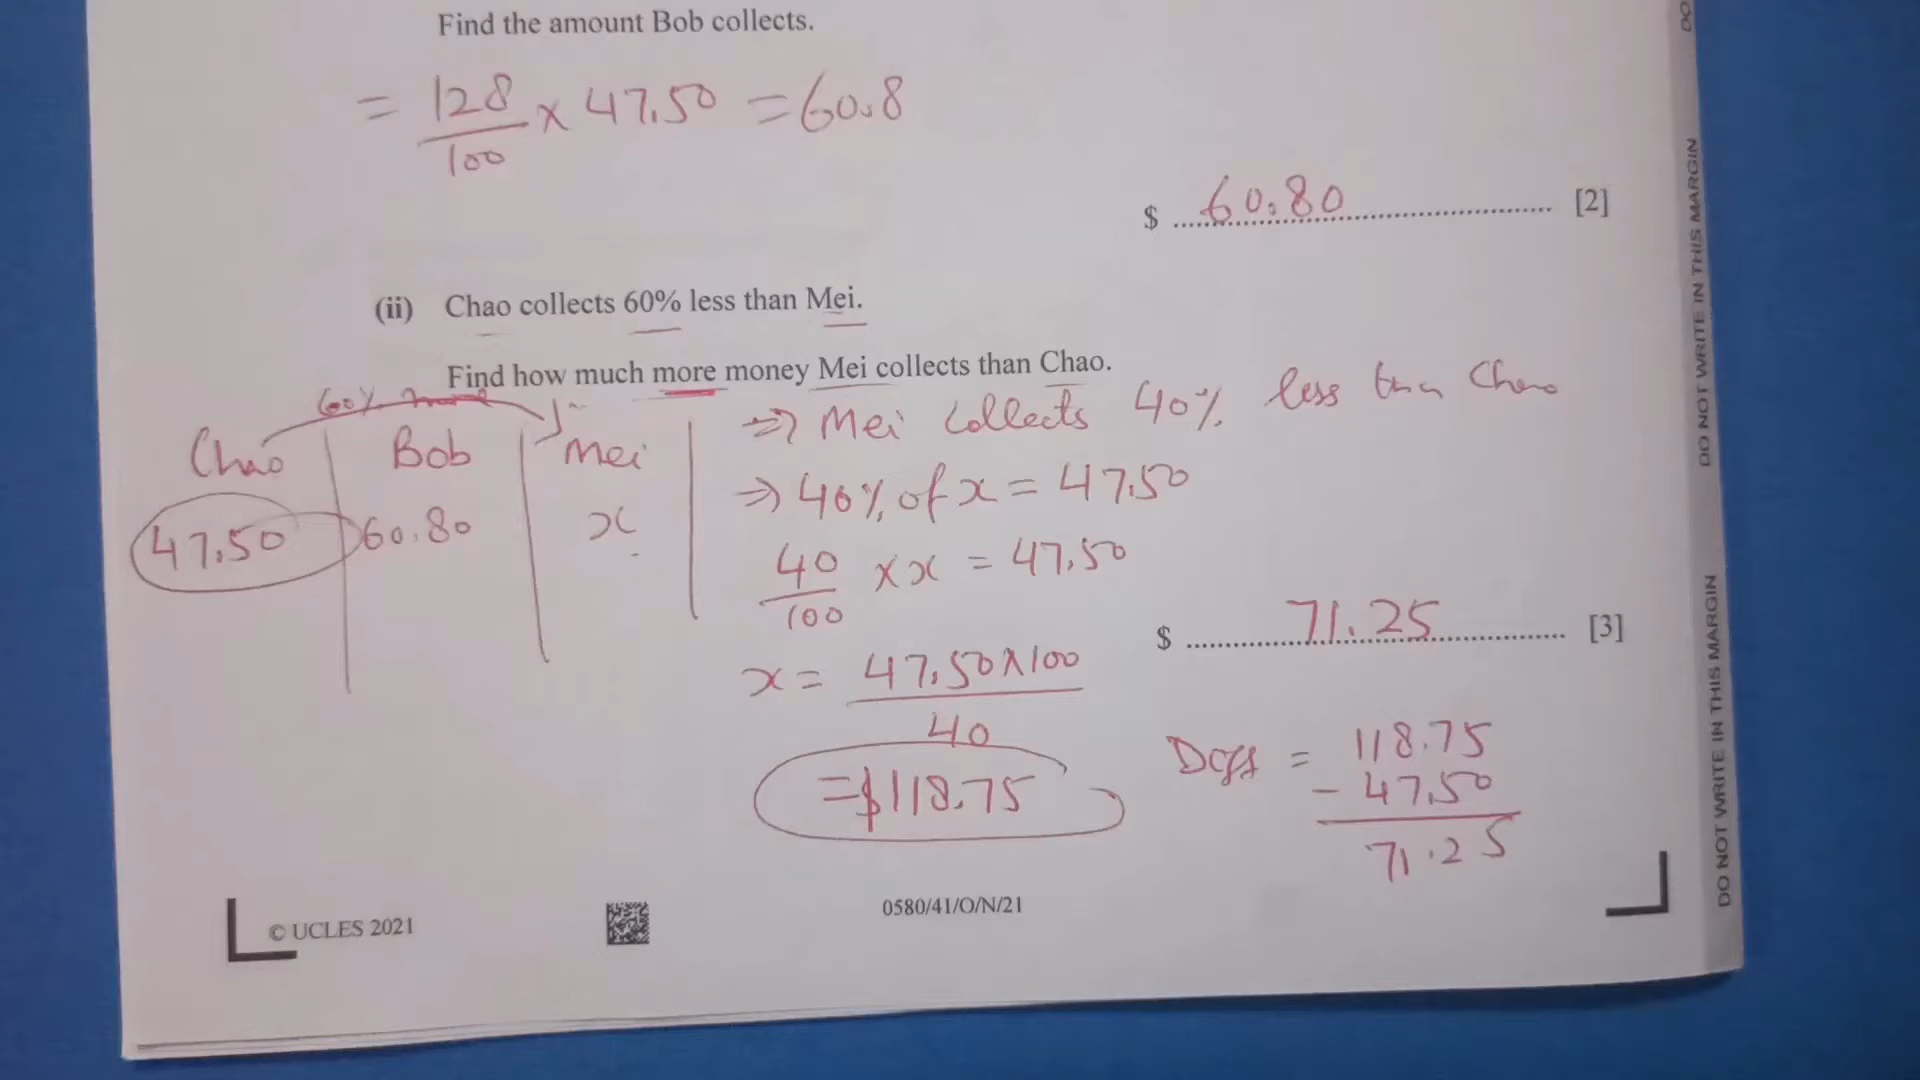 Find the amount Bob collects.
= 128/100 × 47.50 = 60.8
$ 60.80 [2]
(ii) Chao collects 60% less than Mei.
Find how much more money Mei collects than Chao.
60%
Chao Bob Mei
47.50 60.80 x
⇒ Mei collects 40% less than Chao
⇒ 40% of x = 47.50
40/100 × x = 47.50
x = 47.50×100/40
= $118.75
$ 71.25 [3]
Diff = 118.75
- 47.50
71.25
© UCLES 2021
0580/41/O/N/21
DO NOT WRITE IN THIS MARGIN
DO NOT WRITE IN THIS MARGIN
DO